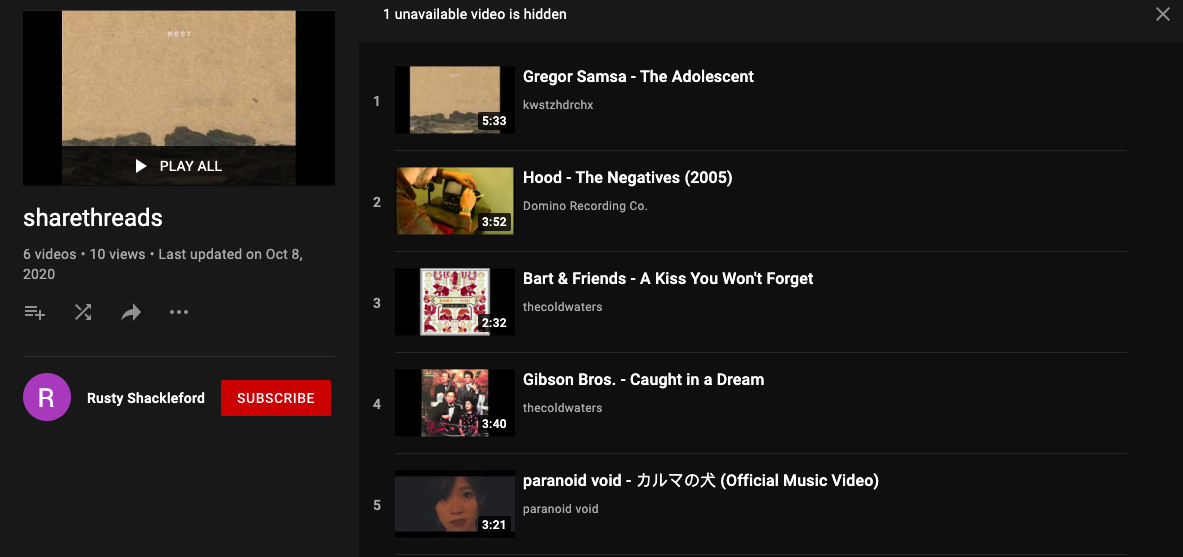 REST
PLAY ALL
sharethreads
6 videos • 10 views • Last updated on Oct 8,
2020
R
Rusty Shackleford
SUBSCRIBE
1 unavailable video is hidden
1
5:33
Gregor Samsa - The Adolescent
kwstzhdrchx
2
3:52
Hood - The Negatives (2005)
Domino Recording Co.
3
2:32
Bart & Friends - A Kiss You Won't Forget
thecoldwaters
4
3:40
Gibson Bros. - Caught in a Dream
thecoldwaters
5
3:21
paranoid void - カルマの犬 (Official Music Video)
paranoid void